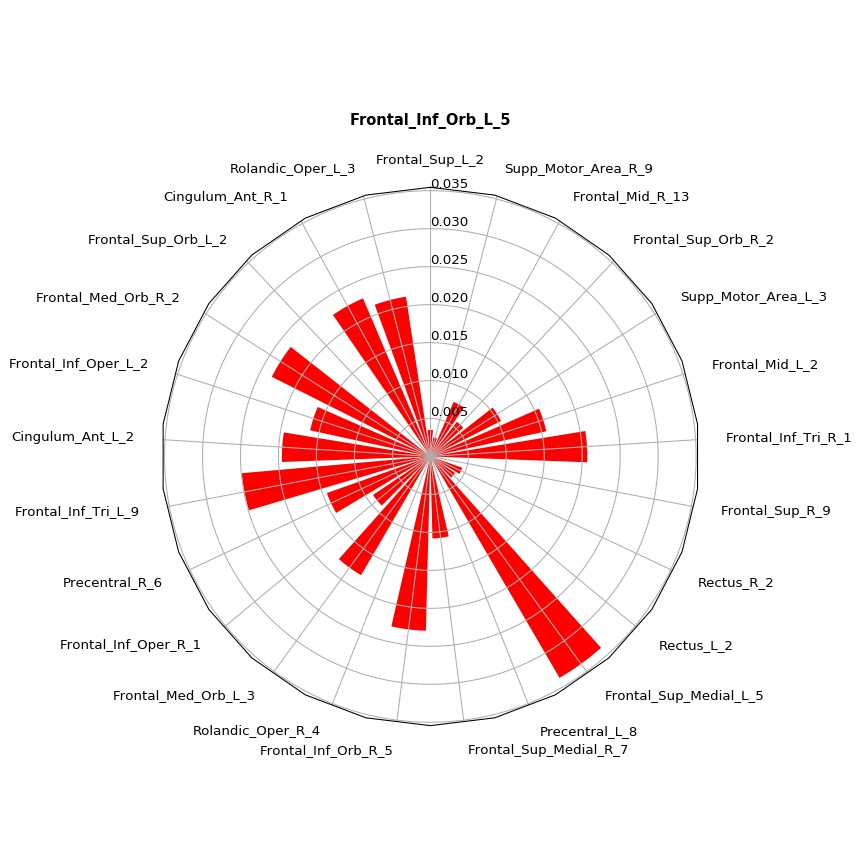 Frontal_Inf_Orb_L_5
Frontal_Sup_L_2
Rolandic_Oper_L_3
Supp_Motor_Area_R_9
Cingulum_Ant_R_1
Frontal_Mid_R_13
Frontal_Sup_Orb_L_2
Frontal_Sup_Orb_R_2
Frontal_Med_Orb_R_2
Supp_Motor_Area_L_3
Frontal_Inf_Oper_L_2
Frontal_Mid_L_2
Cingulum_Ant_L_2
Frontal_Inf_Tri_R_1
Frontal_Inf_Tri_L_9
Frontal_Sup_R_9
Precentral_R_6
Rectus_R_2
Frontal_Inf_Oper_R_1
Rectus_L_2
Frontal_Med_Orb_L_3
Frontal_Sup_Medial_L_5
Rolandic_Oper_R_4
Precentral_L_8
Frontal_Inf_Orb_R_5
Frontal_Sup_Medial_R_7
0.035
0.030
0.025
0.020
0.015
0.010
0.005